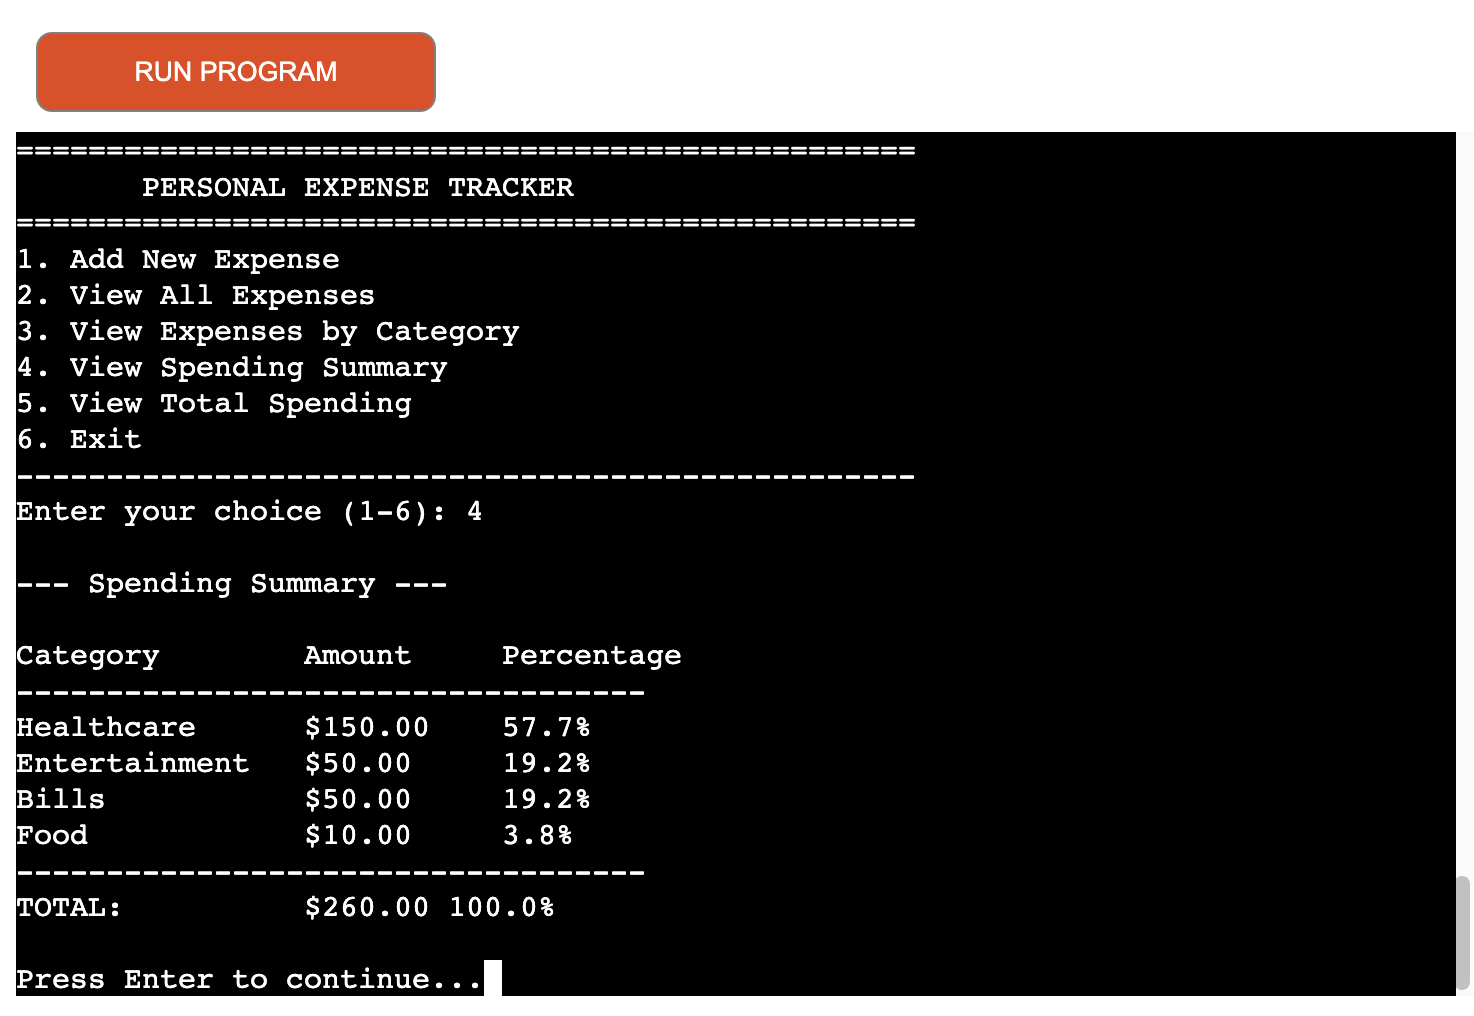 RUN PROGRAM
==================================================
       PERSONAL EXPENSE TRACKER
==================================================
1. Add New Expense
2. View All Expenses
3. View Expenses by Category
4. View Spending Summary
5. View Total Spending
6. Exit
--------------------------------------------------
Enter your choice (1-6): 4

--- Spending Summary ---

Category        Amount     Percentage
-----------------------------------
Healthcare      $150.00    57.7%
Entertainment   $50.00     19.2%
Bills           $50.00     19.2%
Food            $10.00     3.8%
-----------------------------------
TOTAL:          $260.00 100.0%

Press Enter to continue...